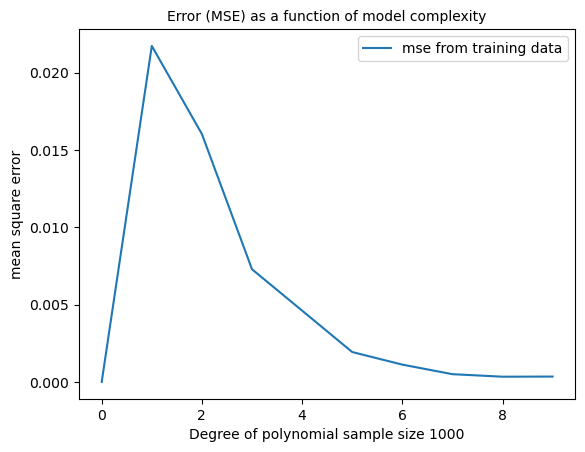 Error (MSE) as a function of model complexity
mse from training data
mean square error
0.020
0.015
0.010
0.005
0.000
0 2 4 6 8
Degree of polynomial sample size 1000